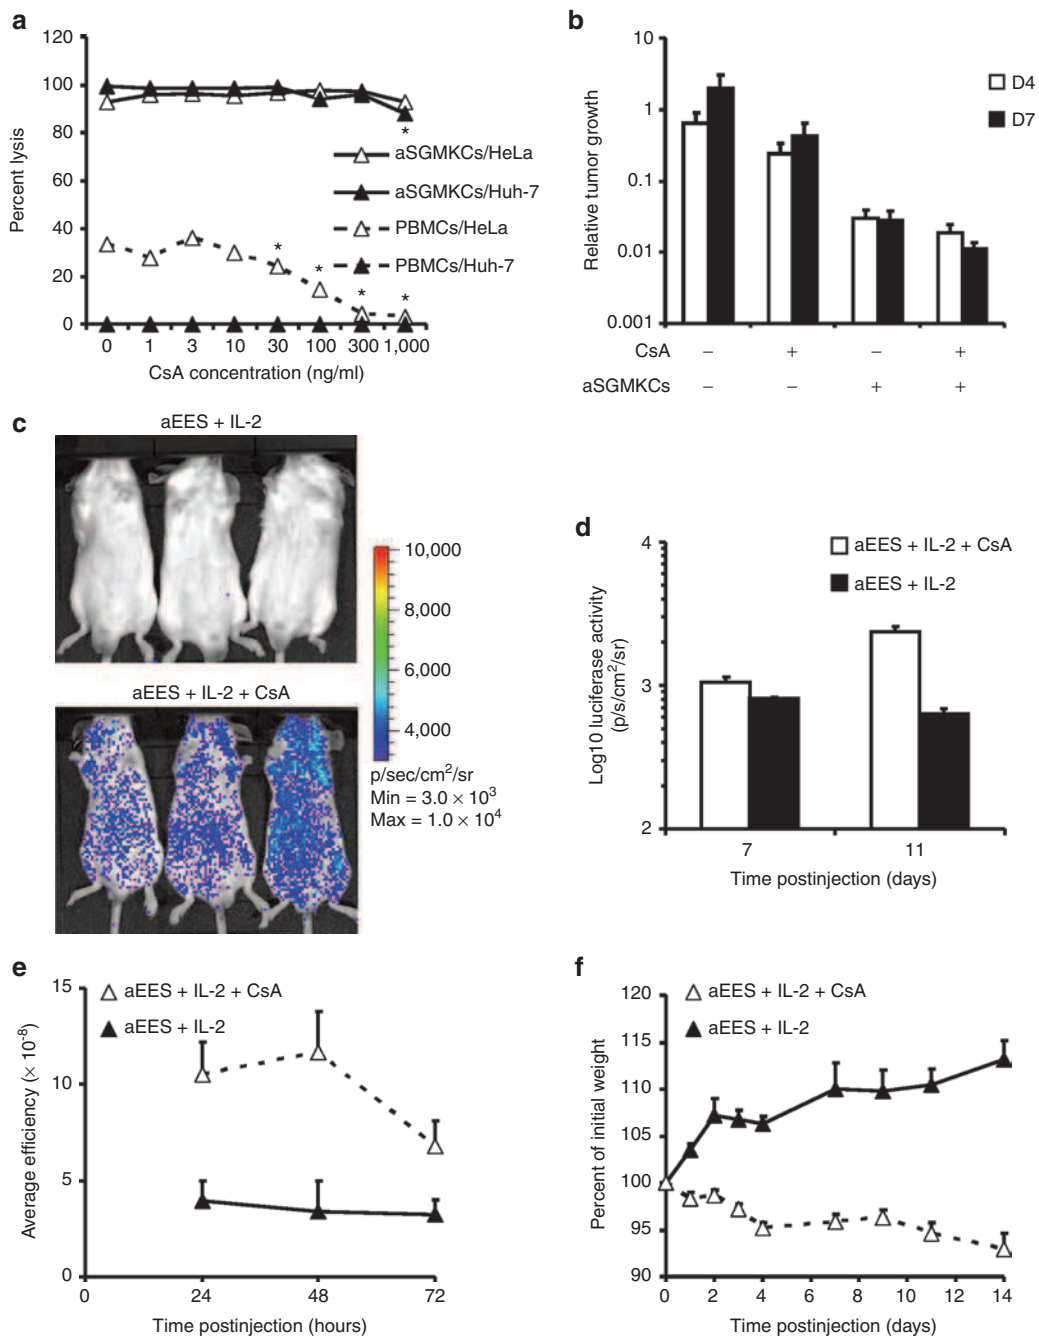 a
120
100
80
60
40
20
0
Percent lysis
*
aSGMKCs/HeLa
aSGMKCs/Huh-7
PBMCs/HeLa
PBMCs/Huh-7
* * * *
0 1 3 10 30 100 300 1,000
CsA concentration (ng/ml)
b
10
1
0.1
0.01
0.001
Relative tumor growth
D4
D7
CsA − + − +
aSGMKCs − − + +
c
aEES + IL-2
aEES + IL-2 + CsA
10,000
8,000
6,000
4,000
p/sec/cm²/sr
Min = 3.0 × 10³
Max = 1.0 × 10⁴
d
aEES + IL-2 + CsA
aEES + IL-2
4
3
2
Log10 luciferase activity
(p/s/cm²/sr)
7 11
Time postinjection (days)
e
aEES + IL-2 + CsA
aEES + IL-2
15
10
5
0
Average efficiency (× 10⁻⁸)
0 24 48 72
Time postinjection (hours)
f
aEES + IL-2 + CsA
aEES + IL-2
120
115
110
105
100
95
90
Percent of initial weight
0 2 4 6 8 10 12 14
Time postinjection (days)